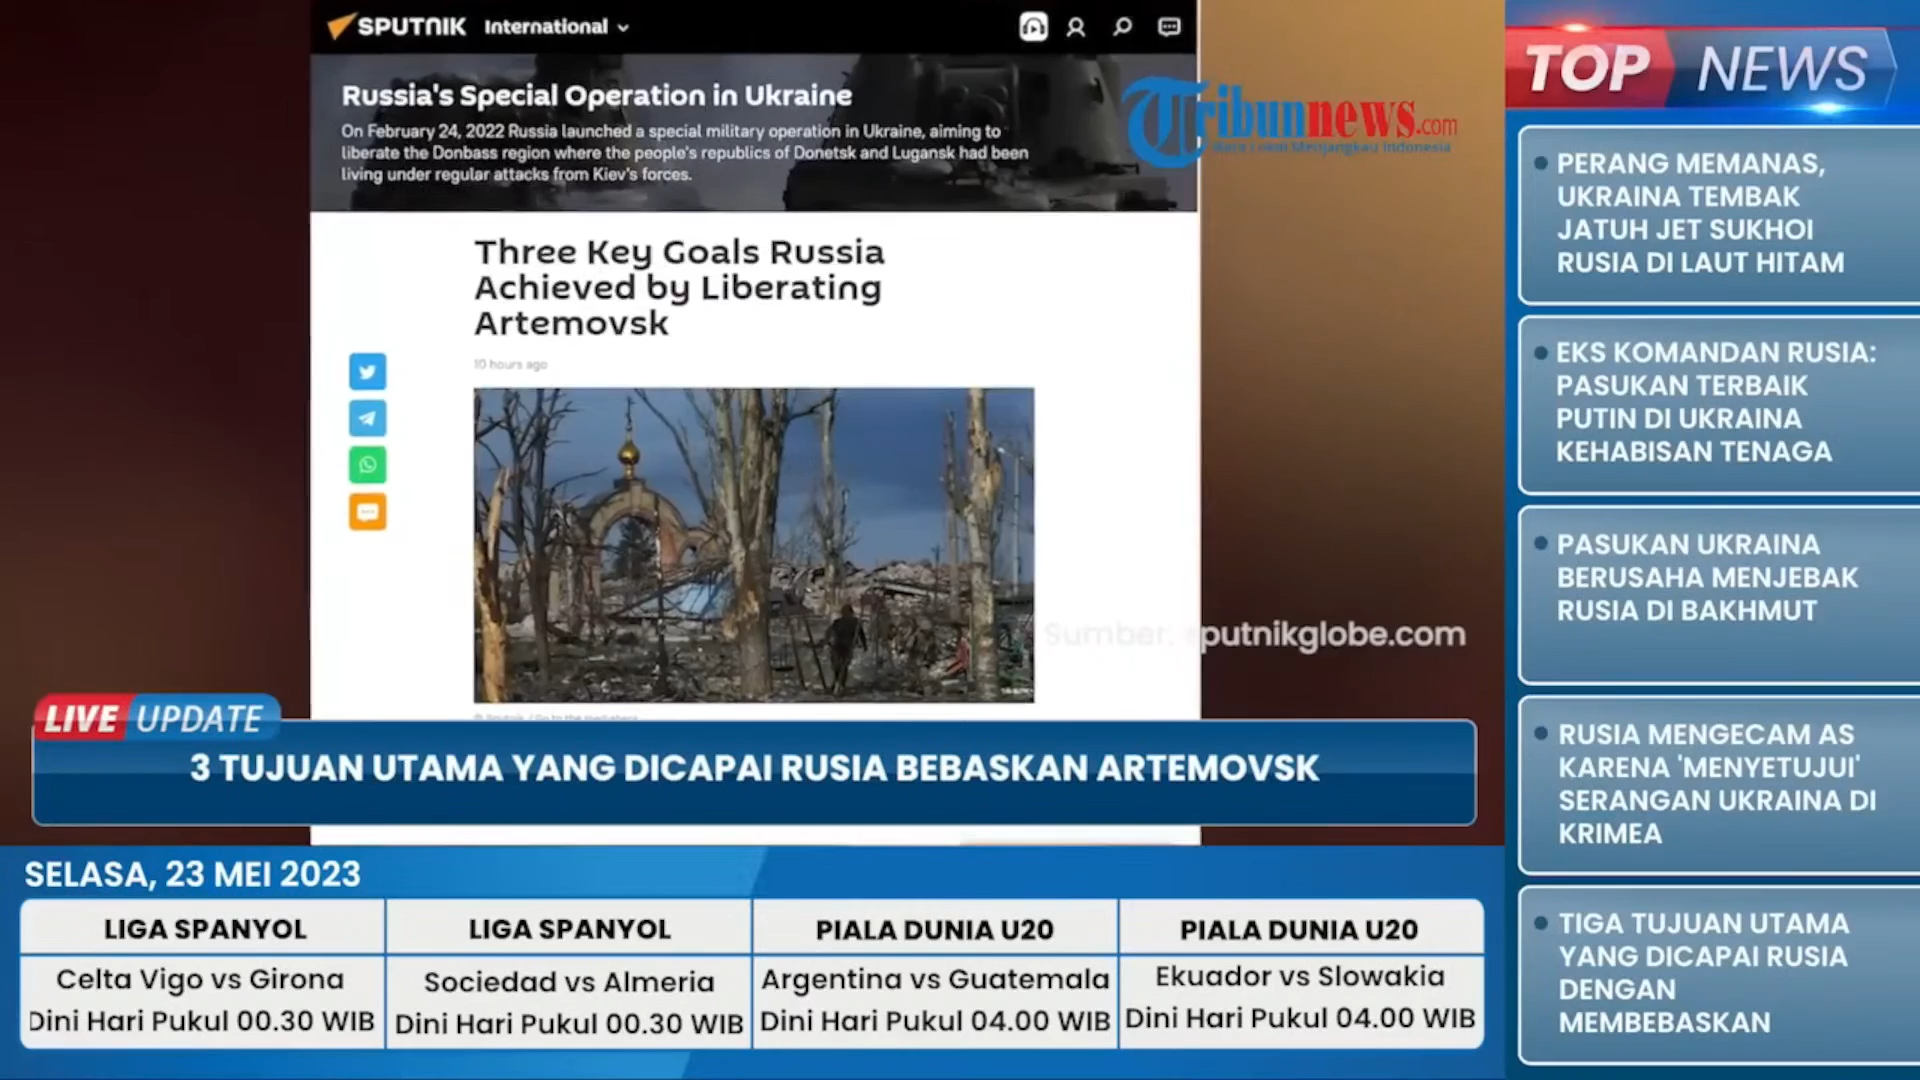 SPUTNIK International
Russia's Special Operation in Ukraine
On February 24, 2022 Russia launched a special military operation in Ukraine, aiming to
liberate the Donbass region where the people's republics of Donetsk and Lugansk had been
living under regular attacks from Kiev's forces.
Tribunnews.com
Menjangkau Indonesia
Three Key Goals Russia
Achieved by Liberating
Artemovsk
10 hours ago
Sumber: sputnikglobe.com
LIVE UPDATE
3 TUJUAN UTAMA YANG DICAPAI RUSIA BEBASKAN ARTEMOVSK
SELASA, 23 MEI 2023
LIGA SPANYOL
Celta Vigo vs Girona
Dini Hari Pukul 00.30 WIB
LIGA SPANYOL
Sociedad vs Almeria
Dini Hari Pukul 00.30 WIB
PIALA DUNIA U20
Argentina vs Guatemala
Dini Hari Pukul 04.00 WIB
PIALA DUNIA U20
Ekuador vs Slowakia
Dini Hari Pukul 04.00 WIB
TOP NEWS
PERANG MEMANAS,
UKRAINA TEMBAK
JATUH JET SUKHOI
RUSIA DI LAUT HITAM
EKS KOMANDAN RUSIA:
PASUKAN TERBAIK
PUTIN DI UKRAINA
KEHABISAN TENAGA
PASUKAN UKRAINA
BERUSAHA MENJEBAK
RUSIA DI BAKHMUT
RUSIA MENGECAM AS
KARENA 'MENYETUJUI'
SERANGAN UKRAINA DI
KRIMEA
TIGA TUJUAN UTAMA
YANG DICAPAI RUSIA
DENGAN
MEMBEBASKAN